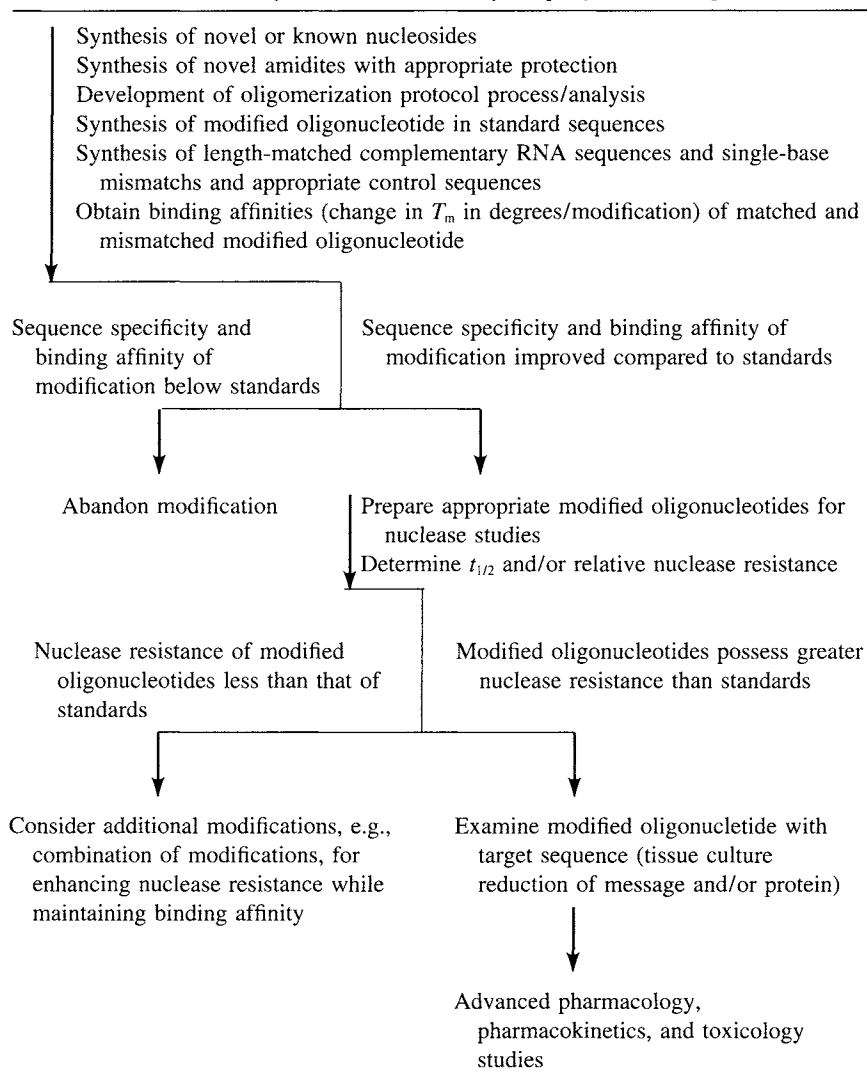 Synthesis of novel or known nucleosides
Synthesis of novel amidites with appropriate protection
Development of oligomerization protocol process/analysis
Synthesis of modified oligonucleotide in standard sequences
Synthesis of length-matched complementary RNA sequences and single-base
mismatchs and appropriate control sequences
Obtain binding affinities (change in Tm in degrees/modification) of matched and
mismatched modified oligonucleotide
Sequence specificity and
binding affinity of
modification below standards
Sequence specificity and binding affinity of
modification improved compared to standards
Abandon modification
Prepare appropriate modified oligonucleotides for
nuclease studies
Determine t1/2 and/or relative nuclease resistance
Nuclease resistance of modified
oligonucleotides less than that of
standards
Modified oligonucleotides possess greater
nuclease resistance than standards
Consider additional modifications, e.g.,
combination of modifications, for
enhancing nuclease resistance while
maintaining binding affinity
Examine modified oligonucletide with
target sequence (tissue culture
reduction of message and/or protein)
Advanced pharmacology,
pharmacokinetics, and toxicology
studies